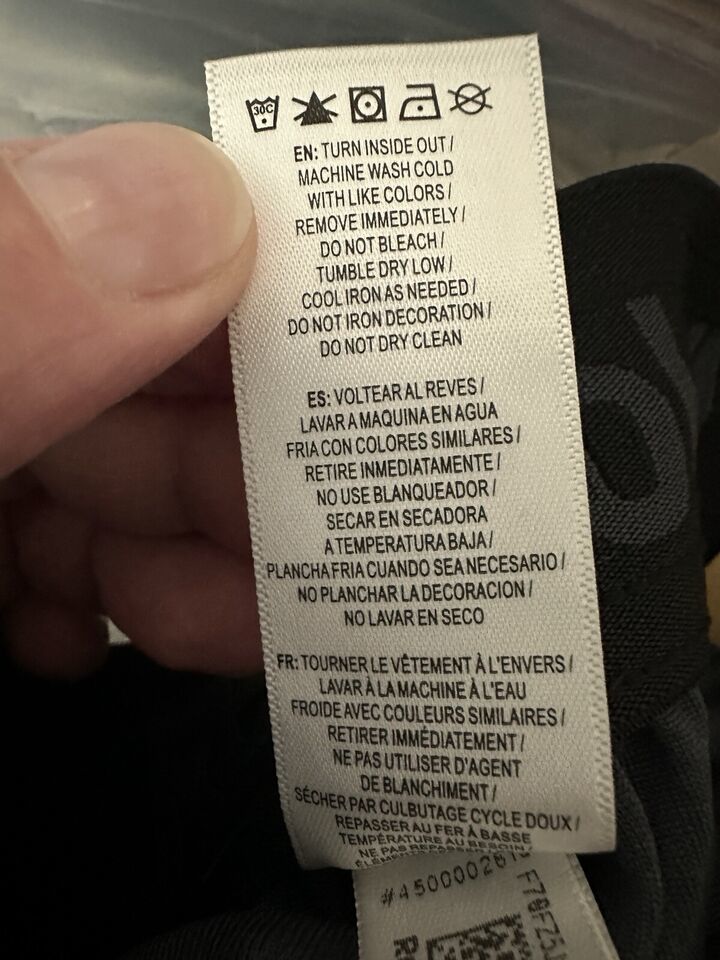 30C
EN: TURN INSIDE OUT /
MACHINE WASH COLD
WITH LIKE COLORS /
REMOVE IMMEDIATELY /
DO NOT BLEACH /
TUMBLE DRY LOW /
COOL IRON AS NEEDED /
DO NOT IRON DECORATION /
DO NOT DRY CLEAN
ES: VOLTEAR AL REVES /
LAVAR A MAQUINA EN AGUA
FRIA CON COLORES SIMILARES /
RETIRE INMEDIATAMENTE /
NO USE BLANQUEADOR /
SECAR EN SECADORA
A TEMPERATURA BAJA /
PLANCHA FRIA CUANDO SEA NECESARIO /
NO PLANCHAR LA DECORACION /
NO LAVAR EN SECO
FR: TOURNER LE VÊTEMENT À L'ENVERS /
LAVAR À LA MACHINE À L'EAU
FROIDE AVEC COULEURS SIMILAIRES /
RETIRER IMMÉDIATEMENT /
NE PAS UTILISER D'AGENT
DE BLANCHIMENT /
SÉCHER PAR CULBUTAGE CYCLE DOUX /
REPASSER AU FER À BASSE
TEMPÉRATURE AU BESOIN /
NE PAS REPASSER
#45000026